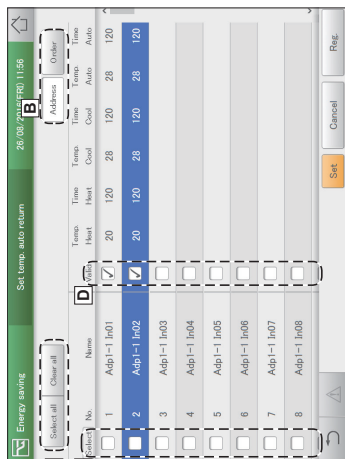 Energy saving Set temp. auto return 26/08/2016(FRI) 11:56
B
Select all Clear all Address Order
D
Select No. Name Valid Temp. Heat Time Heat Temp. Cool Time Cool Temp. Auto Time Auto
1 Adp1-1 In01 20 120 28 120 28 120
2 Adp1-1 In02 20 120 28 120 28 120
3 Adp1-1 In03
4 Adp1-1 In04
5 Adp1-1 In05
6 Adp1-1 In06
7 Adp1-1 In07
8 Adp1-1 In08
Set Cancel Reg.